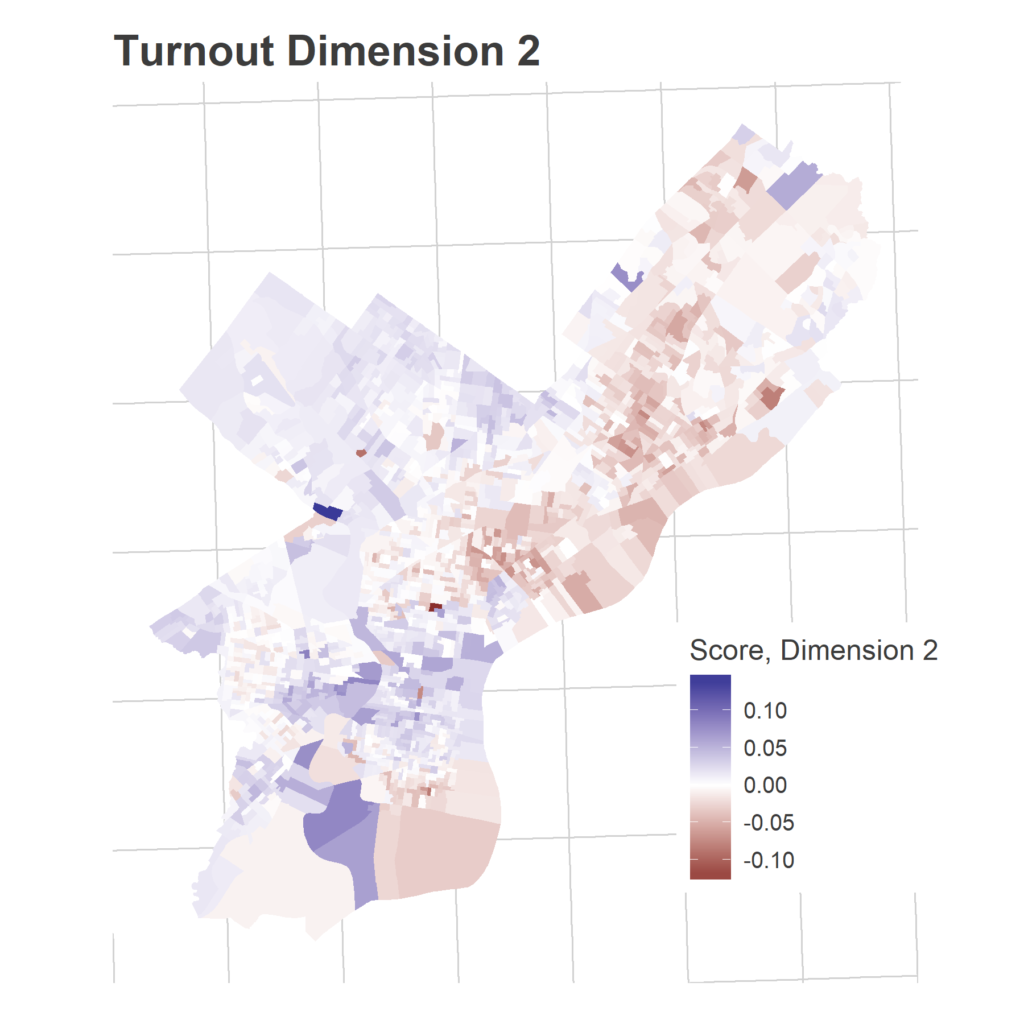 Turnout Dimension 2
Score, Dimension 2
0.10
0.05
0.00
-0.05
-0.10